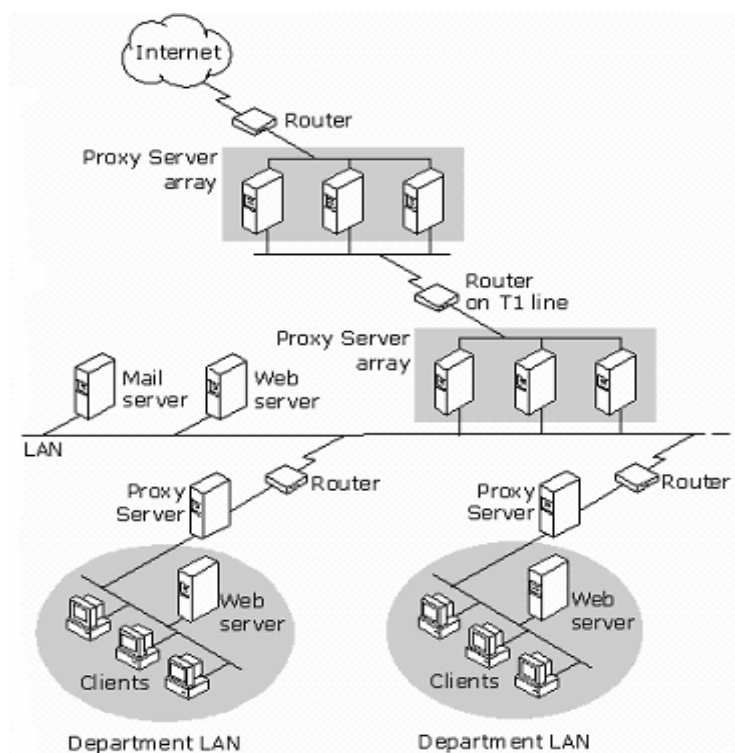 Internet
Router
Proxy Server
array
Router
on T1 line
Proxy Server
array
Mail
server
Web
server
LAN
Proxy
Server
Router
Proxy
Server
Router
Web
server
Clients
Web
server
Clients
Department LAN
Department LAN